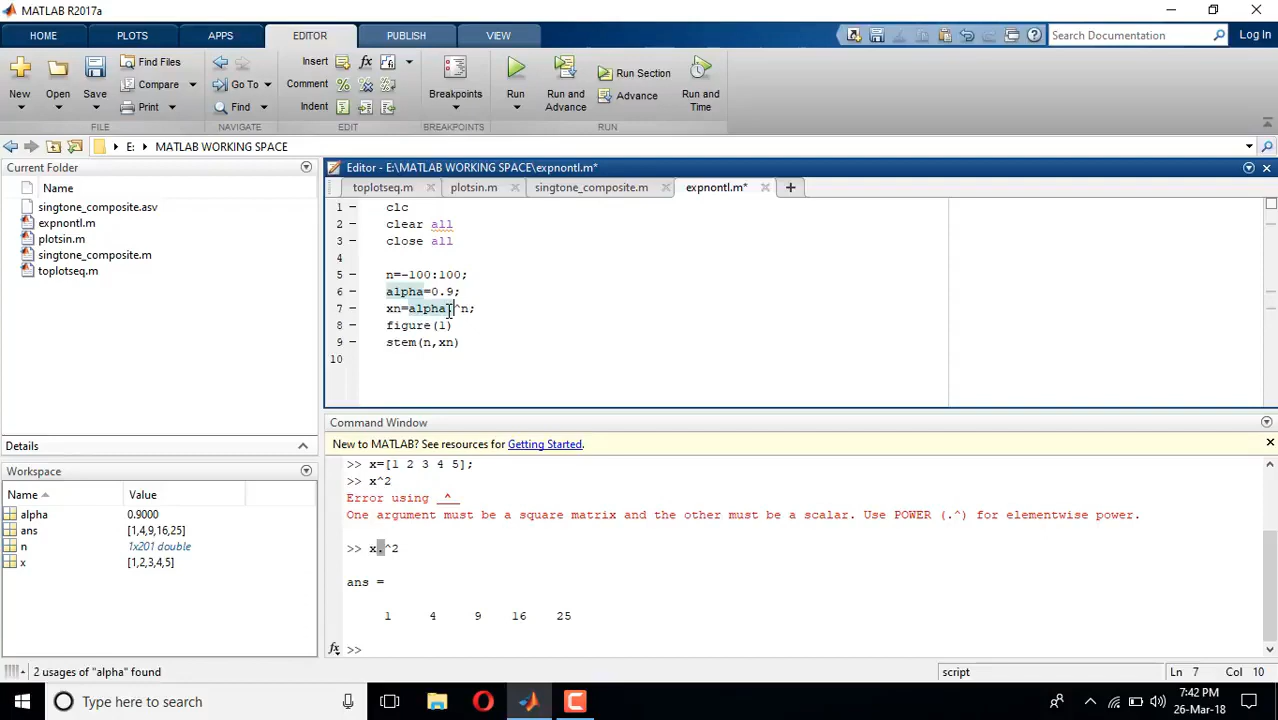 MATLAB R2017a
HOME PLOTS APPS EDITOR PUBLISH VIEW Search Documentation Log In
New Open Save Find Files Compare Print
Go To Find
Insert Comment Indent
Breakpoints
Run Run and Advance Run Section Advance Run and Time
FILE NAVIGATE EDIT BREAKPOINTS RUN
E: MATLAB WORKING SPACE
Current Folder
Name
singtone_composite.asv
expnontl.m
plotsin.m
singtone_composite.m
toplotseq.m
Details
Workspace
Name Value
alpha 0.9000
ans [1,4,9,16,25]
n 1x201 double
x [1,2,3,4,5]
Editor - E:\MATLAB WORKING SPACE\expnontl.m*
toplotseq.m plotsin.m singtone_composite.m expnontl.m*
1 clc
2 clear all
3 close all
4
5 n=-100:100;
6 alpha=0.9;
7 xn=alpha.^n;
8 figure(1)
9 stem(n,xn)
10
Command Window
New to MATLAB? See resources for Getting Started.
>> x=[1 2 3 4 5];
>> x^2
Error using ^
One argument must be a square matrix and the other must be a scalar. Use POWER (.^) for elementwise power.
>> x.^2
ans =
1 4 9 16 25
fx >>
2 usages of "alpha" found script Ln 7 Col 10
Type here to search
7:42 PM
26-Mar-18